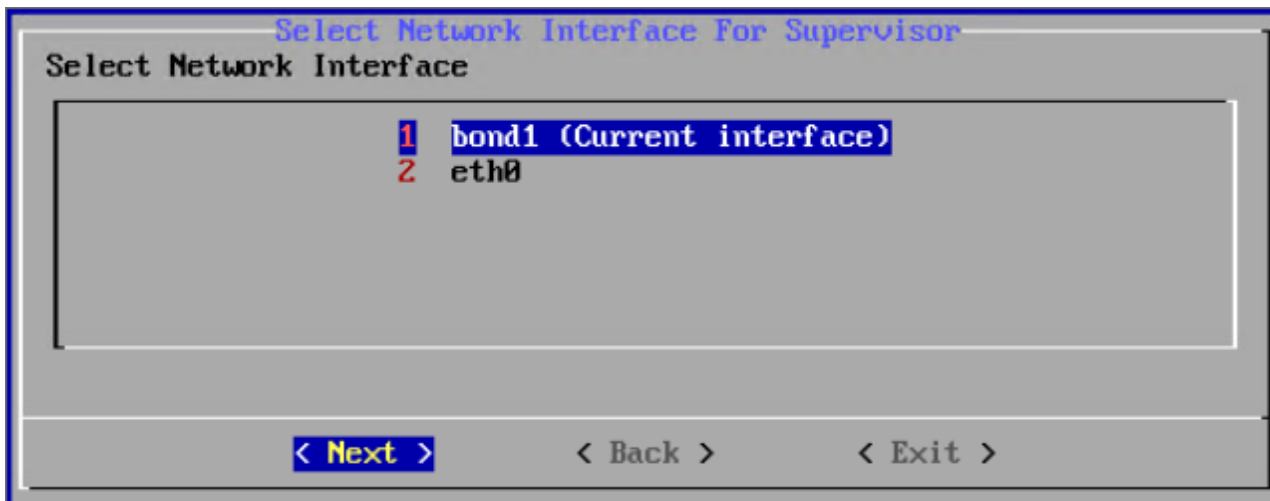 Select Network Interface For Supervisor
Select Network Interface
1 bond1 (Current interface)
2 eth0
< Next > < Back > < Exit >